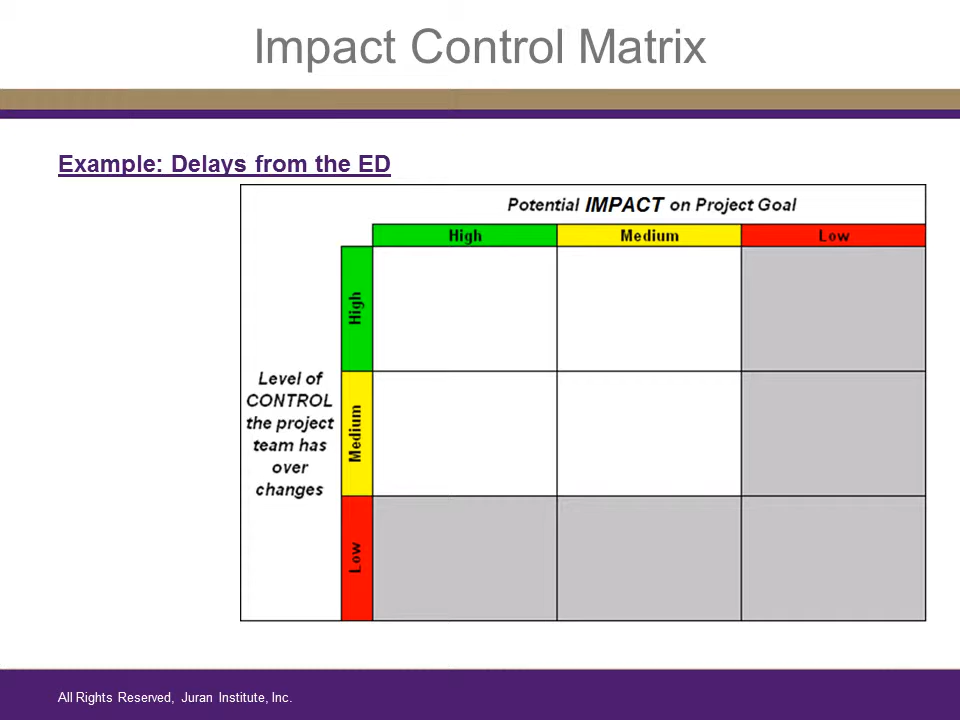 Impact Control Matrix
Example: Delays from the ED
Potential IMPACT on Project Goal
High Medium Low
High
Level of
CONTROL
the project
team has
over
changes
Medium
Low
All Rights Reserved, Juran Institute, Inc.